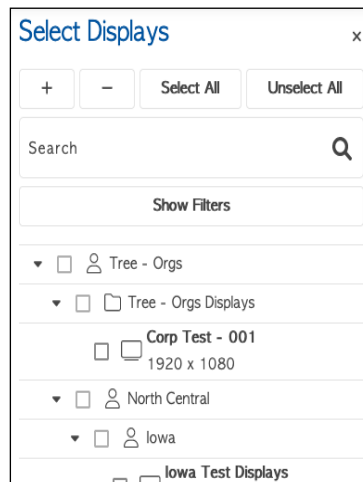 Select Displays x
+ − Select All Unselect All
Search
Show Filters
Tree - Orgs
Tree - Orgs Displays
Corp Test - 001
1920 x 1080
North Central
Iowa
Iowa Test Displays